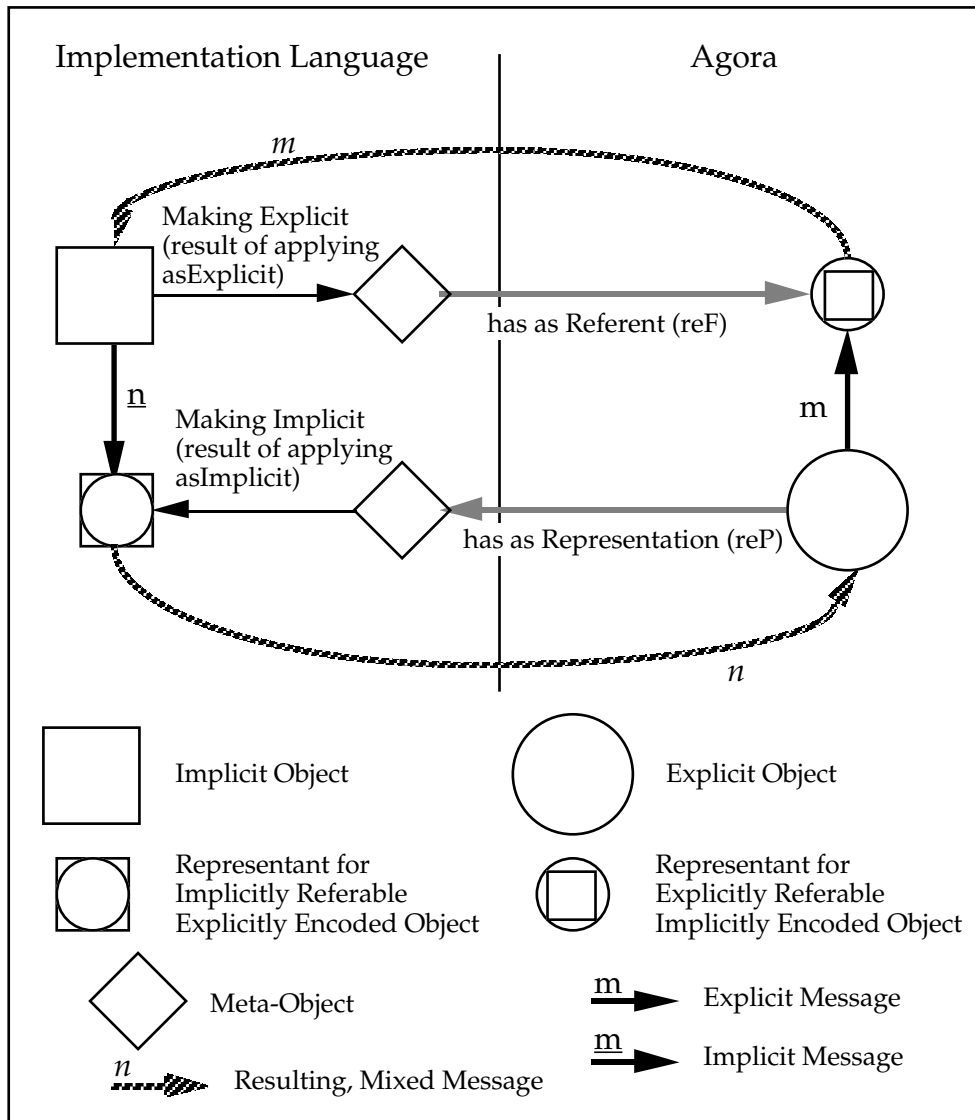 Implementation Language
Agora
m
Making Explicit
(result of applying
asExplicit)
has as Referent (reF)
n
m
Making Implicit
(result of applying
asImplicit)
has as Representation (reP)
n
Implicit Object
Explicit Object
Representant for
Implicitly Referable
Explicitly Encoded Object
Representant for
Explicitly Referable
Implicitly Encoded Object
Meta-Object
m
Explicit Message
m
Implicit Message
n
Resulting, Mixed Message